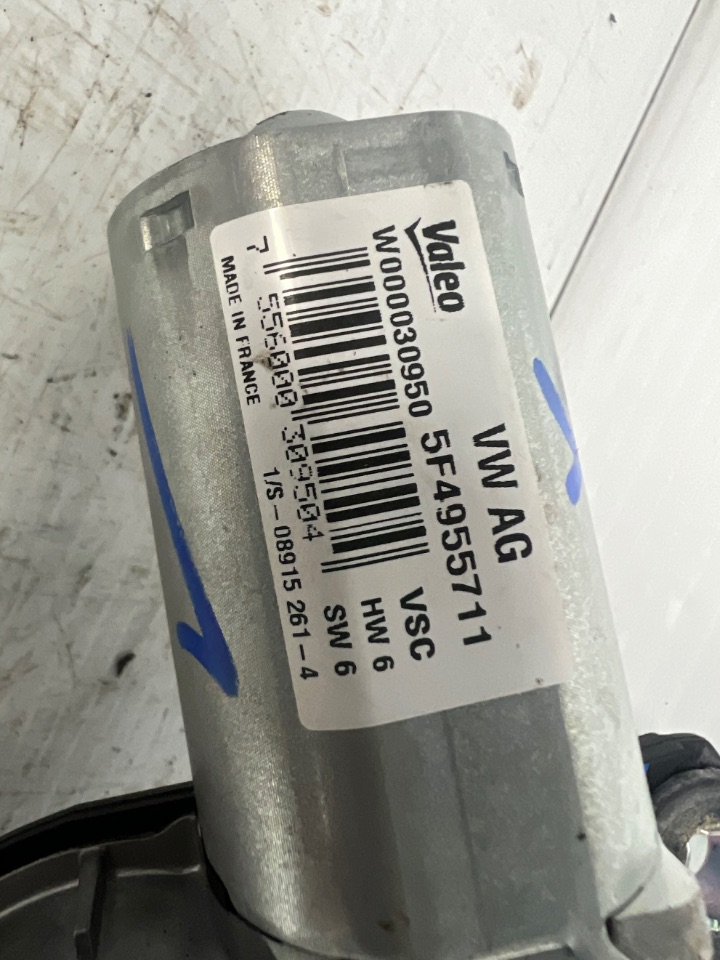 Valeo
VW AG
W000030950 5F4955711
VSC
HW 6
SW 6
7 556000 309504
MADE IN FRANCE
1/S - 08915 261-4